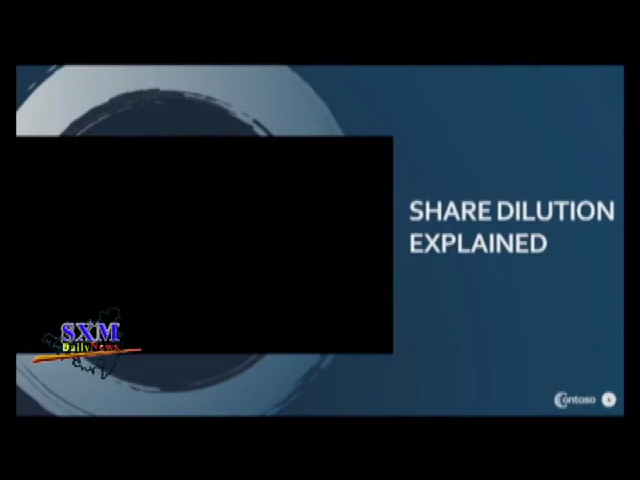 SHARE DILUTION
EXPLAINED
SXM
Daily News
Contoso